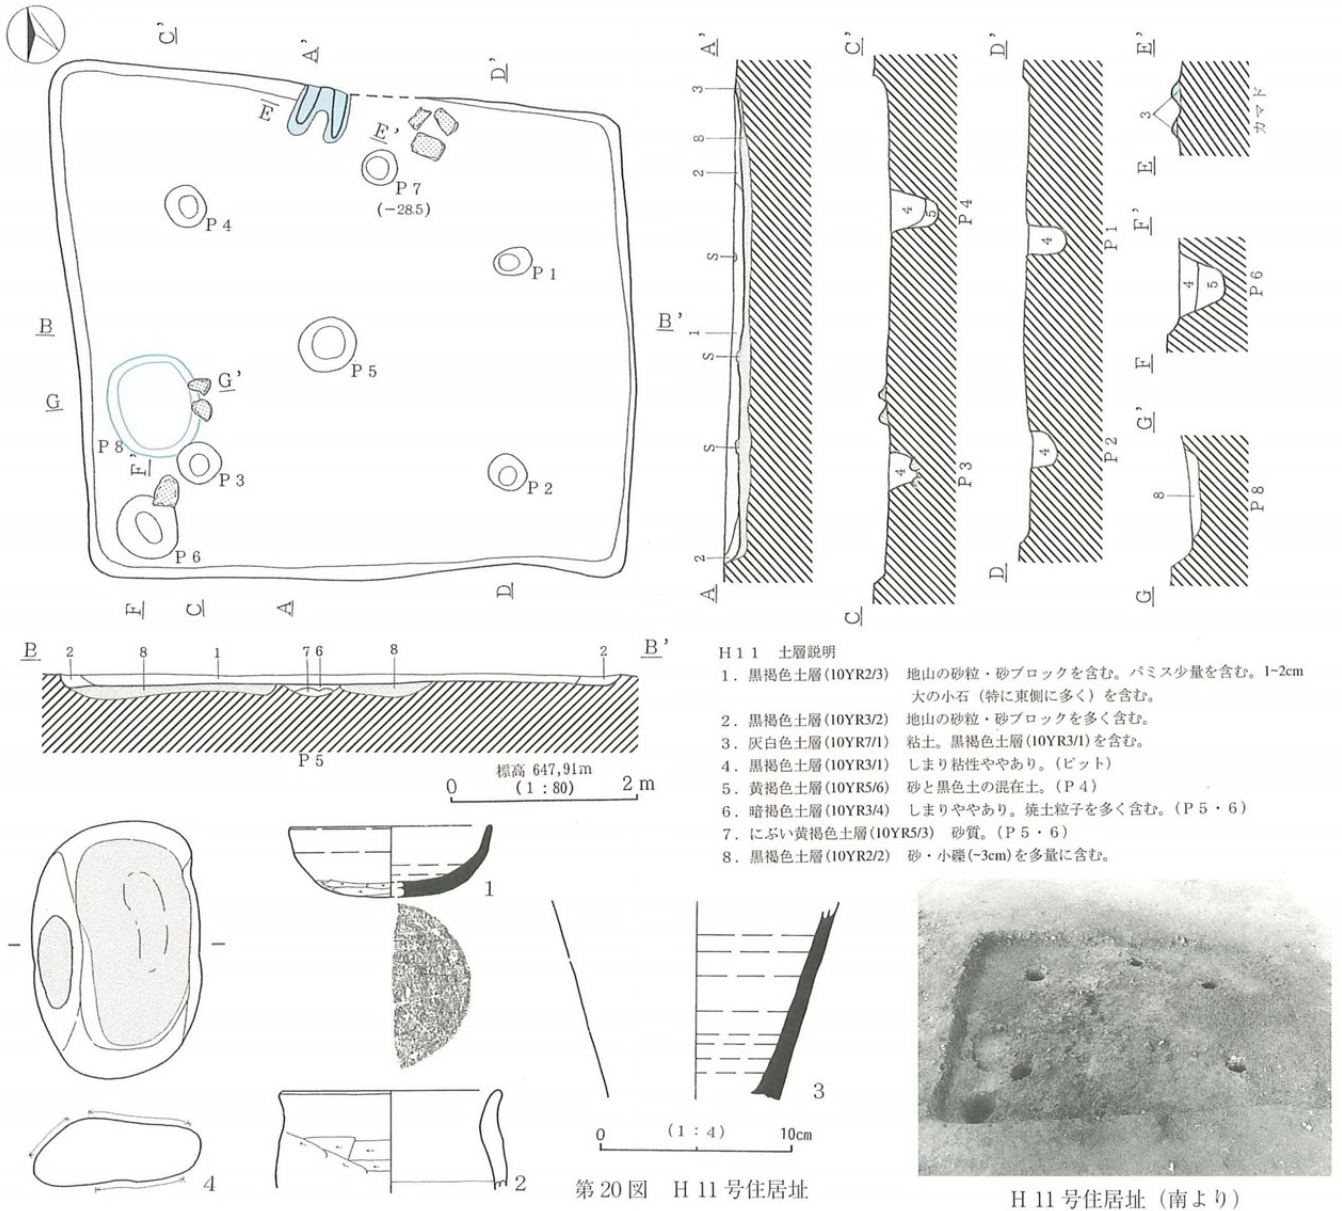 C'
A'
D'
E
E'
P 7
(-28.5)
P 4
P 1
B
B'
P 5
G
G'
P 8
F'
P 3
P 2
P 6
F
C
A
D
A'
3
8
2
S
1
S
S
2
A
C'
4
5
P 4
4
P 3
C
D'
4
P 1
4
P 2
D
E'
3
カマド
E
F'
4
5
P 6
F
G'
8
P 8
G
B
2
8
1
7
6
8
2
B'
P 5
標高 647,91m
0 (1:80) 2 m
H11 土層説明
1．黒褐色土層(10YR2/3) 地山の砂粒・砂ブロックを含む。パミス少量を含む。1~2cm
大の小石（特に東側に多く）を含む。
2．黒褐色土層(10YR3/2) 地山の砂粒・砂ブロックを多く含む。
3．灰白色土層(10YR7/1) 粘土。黒褐色土層(10YR3/1)を含む。
4．黒褐色土層(10YR3/1) しまり粘性ややあり。(ピット)
5．黄褐色土層(10YR5/6) 砂と黒色土の混在土。(P4)
6．暗褐色土層(10YR3/4) しまりややあり。焼土粒子を多く含む。(P5・6)
7．にぶい黄褐色土層(10YR5/3) 砂質。(P5・6)
8．黒褐色土層(10YR2/2) 砂・小礫(~3cm)を多量に含む。
1
2
3
4
0 (1:4) 10cm
第20図 H11号住居址
H11号住居址（南より）